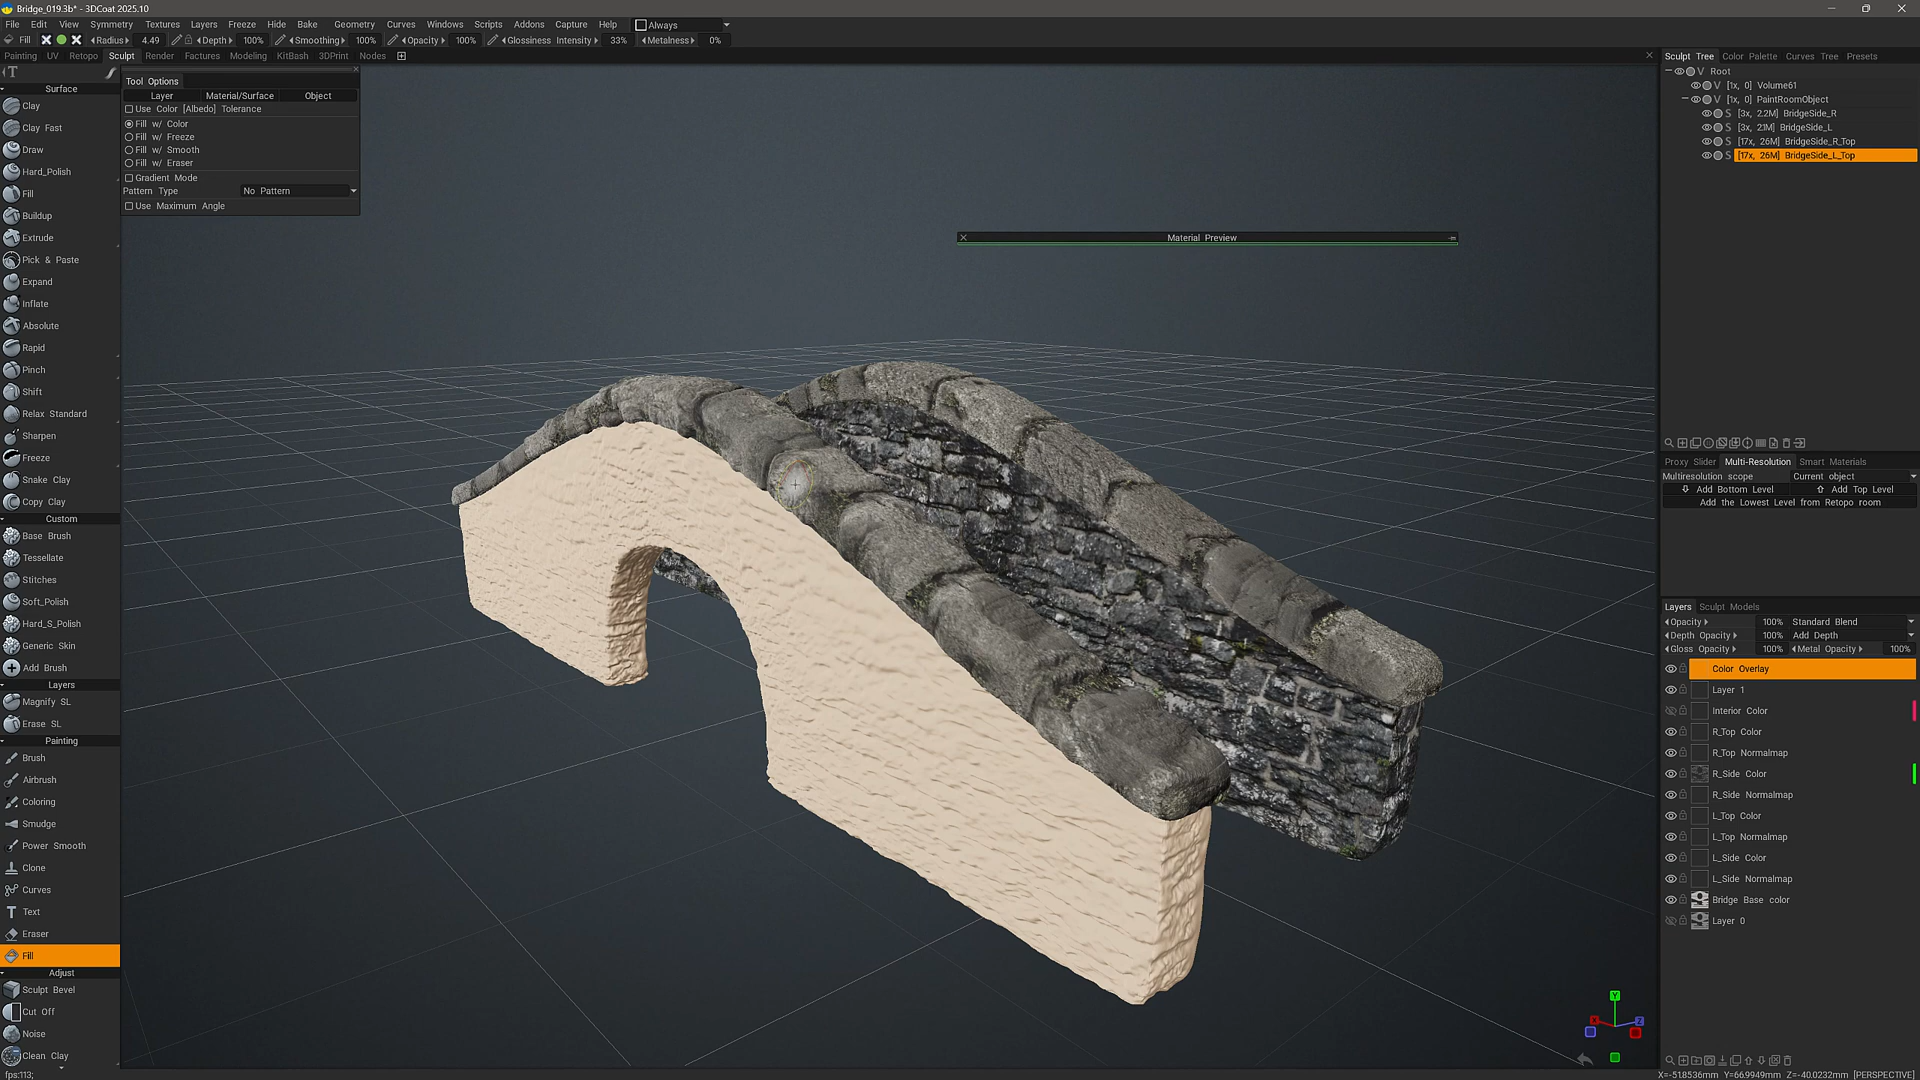 Bridge_019.3b* - 3DCoat 2025.10
File Edit View Symmetry Textures Layers Freeze Hide Bake Geometry Curves Windows Scripts Addons Capture Help Always
Fill Radius 4.49 Depth 100% Smoothing 100% Opacity 100% Glossiness Intensity 33% Metalness 0%
Painting UV Retopo Sculpt Render Factures Modeling KitBash 3DPrint Nodes
Surface
Clay
Clay Fast
Draw
Hard_Polish
Fill
Buildup
Extrude
Pick & Paste
Expand
Inflate
Absolute
Rapid
Pinch
Shift
Relax Standard
Sharpen
Freeze
Snake Clay
Copy Clay
Custom
Base Brush
Tessellate
Stitches
Soft_Polish
Hard_S_Polish
Generic Skin
Add Brush
Layers
Magnify SL
Erase SL
Painting
Brush
Airbrush
Coloring
Smudge
Power Smooth
Clone
Curves
Text
Eraser
Fill
Adjust
Sculpt Bevel
Cut Off
Noise
Clean Clay
fps:113;
Tool Options
Layer Material/Surface Object
Use Color [Albedo] Tolerance
Fill w/ Color
Fill w/ Freeze
Fill w/ Smooth
Fill w/ Eraser
Gradient Mode
Pattern Type No Pattern
Use Maximum Angle
Material Preview
Sculpt Tree Color Palette Curves Tree Presets
V Root
V [1x, 0] Volume61
V [1x, 0] PaintRoomObject
S [3x, 2.2M] BridgeSide_R
S [3x, 2.1M] BridgeSide_L
S [17x, 26M] BridgeSide_R_Top
S [17x, 26M] BridgeSide_L_Top
Proxy Slider Multi-Resolution Smart Materials
Multiresolution scope Current object
Add Bottom Level Add Top Level
Add the Lowest Level from Retopo room
Layers Sculpt Models
Opacity 100% Standard Blend
Depth Opacity 100% Add Depth
Gloss Opacity 100% Metal Opacity 100%
Color Overlay
Layer 1
Interior Color
R_Top Color
R_Top Normalmap
R_Side Color
R_Side Normalmap
L_Top Color
L_Top Normalmap
L_Side Color
L_Side Normalmap
Bridge Base color
Layer 0
Y
X
Z
X=-51.8536mm Y=66.9949mm Z=-40.0232mm [PERSPECTIVE]